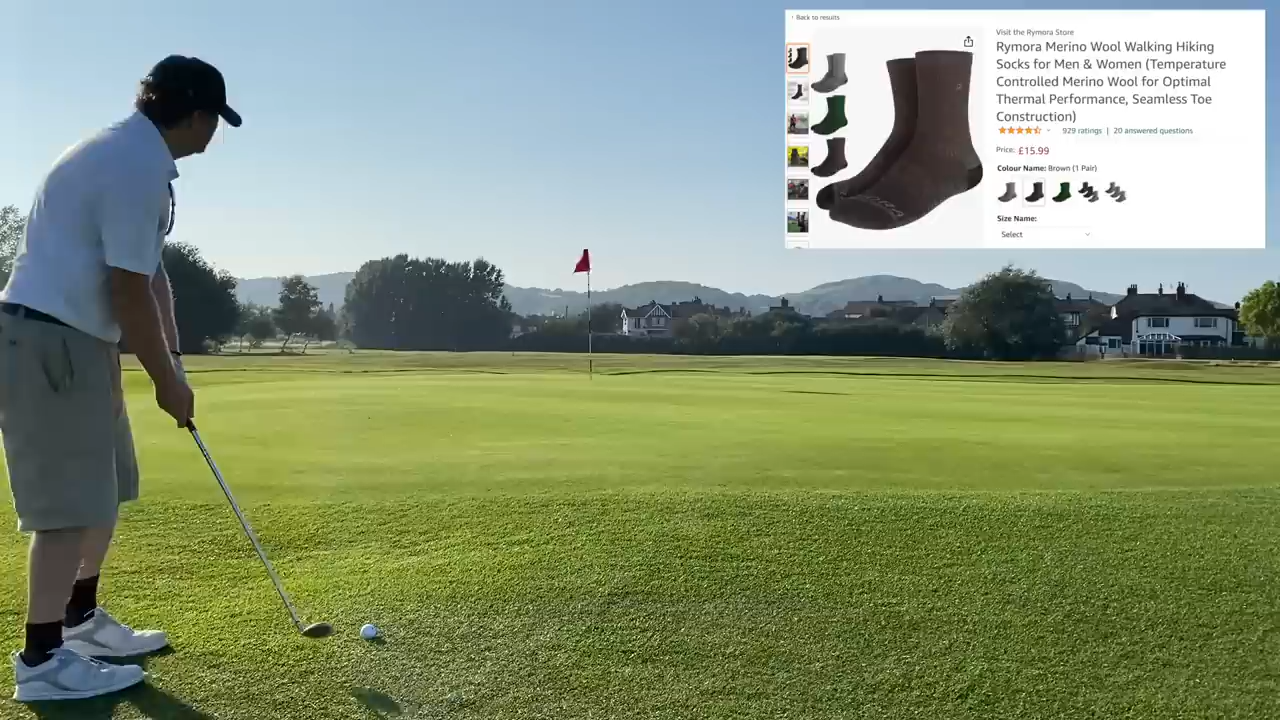 ‹ Back to results
Visit the Rymora Store
Rymora Merino Wool Walking Hiking
Socks for Men & Women (Temperature
Controlled Merino Wool for Optimal
Thermal Performance, Seamless Toe
Construction)
929 ratings | 20 answered questions
Price: £15.99
Colour Name: Brown (1 Pair)
Size Name:
Select